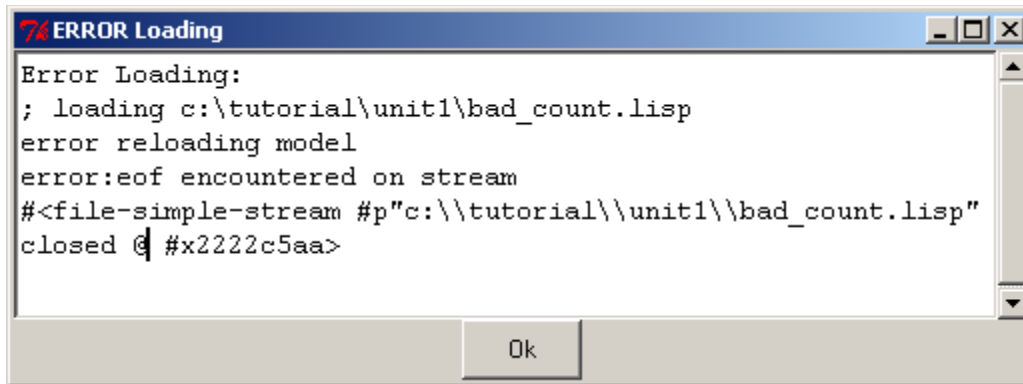 ERROR Loading
Error Loading:
; loading c:\tutorial\unit1\bad_count.lisp
error reloading model
error:eof encountered on stream
#<file-simple-stream #p"c:\\tutorial\\unit1\\bad_count.lisp"
closed @ #x2222c5aa>
Ok